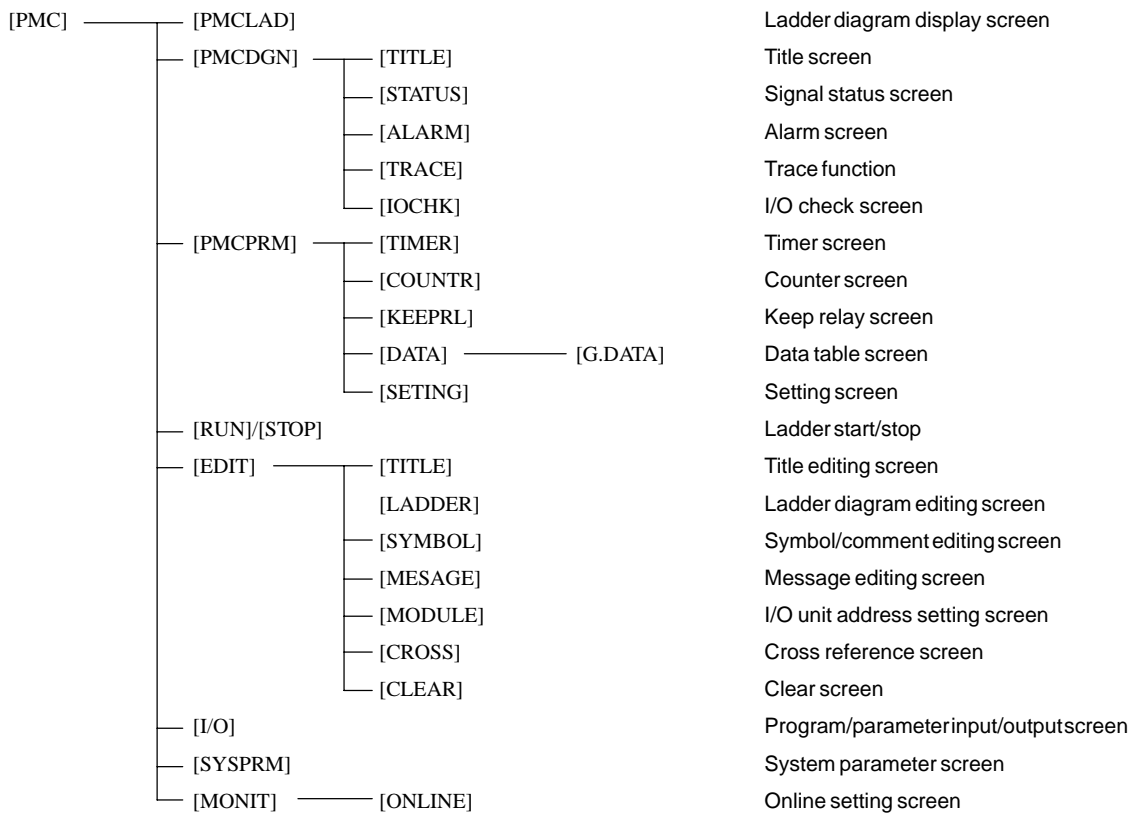 [PMC] [PMCLAD] Ladder diagram display screen
[PMCDGN] [TITLE] Title screen
[STATUS] Signal status screen
[ALARM] Alarm screen
[TRACE] Trace function
[IOCHK] I/O check screen
[PMCPRM] [TIMER] Timer screen
[COUNTR] Counter screen
[KEEPRL] Keep relay screen
[DATA] [G.DATA] Data table screen
[SETING] Setting screen
[RUN]/[STOP] Ladder start/stop
[EDIT] [TITLE] Title editing screen
[LADDER] Ladder diagram editing screen
[SYMBOL] Symbol/comment editing screen
[MESAGE] Message editing screen
[MODULE] I/O unit address setting screen
[CROSS] Cross reference screen
[CLEAR] Clear screen
[I/O] Program/parameter input/output screen
[SYSPRM] System parameter screen
[MONIT] [ONLINE] Online setting screen